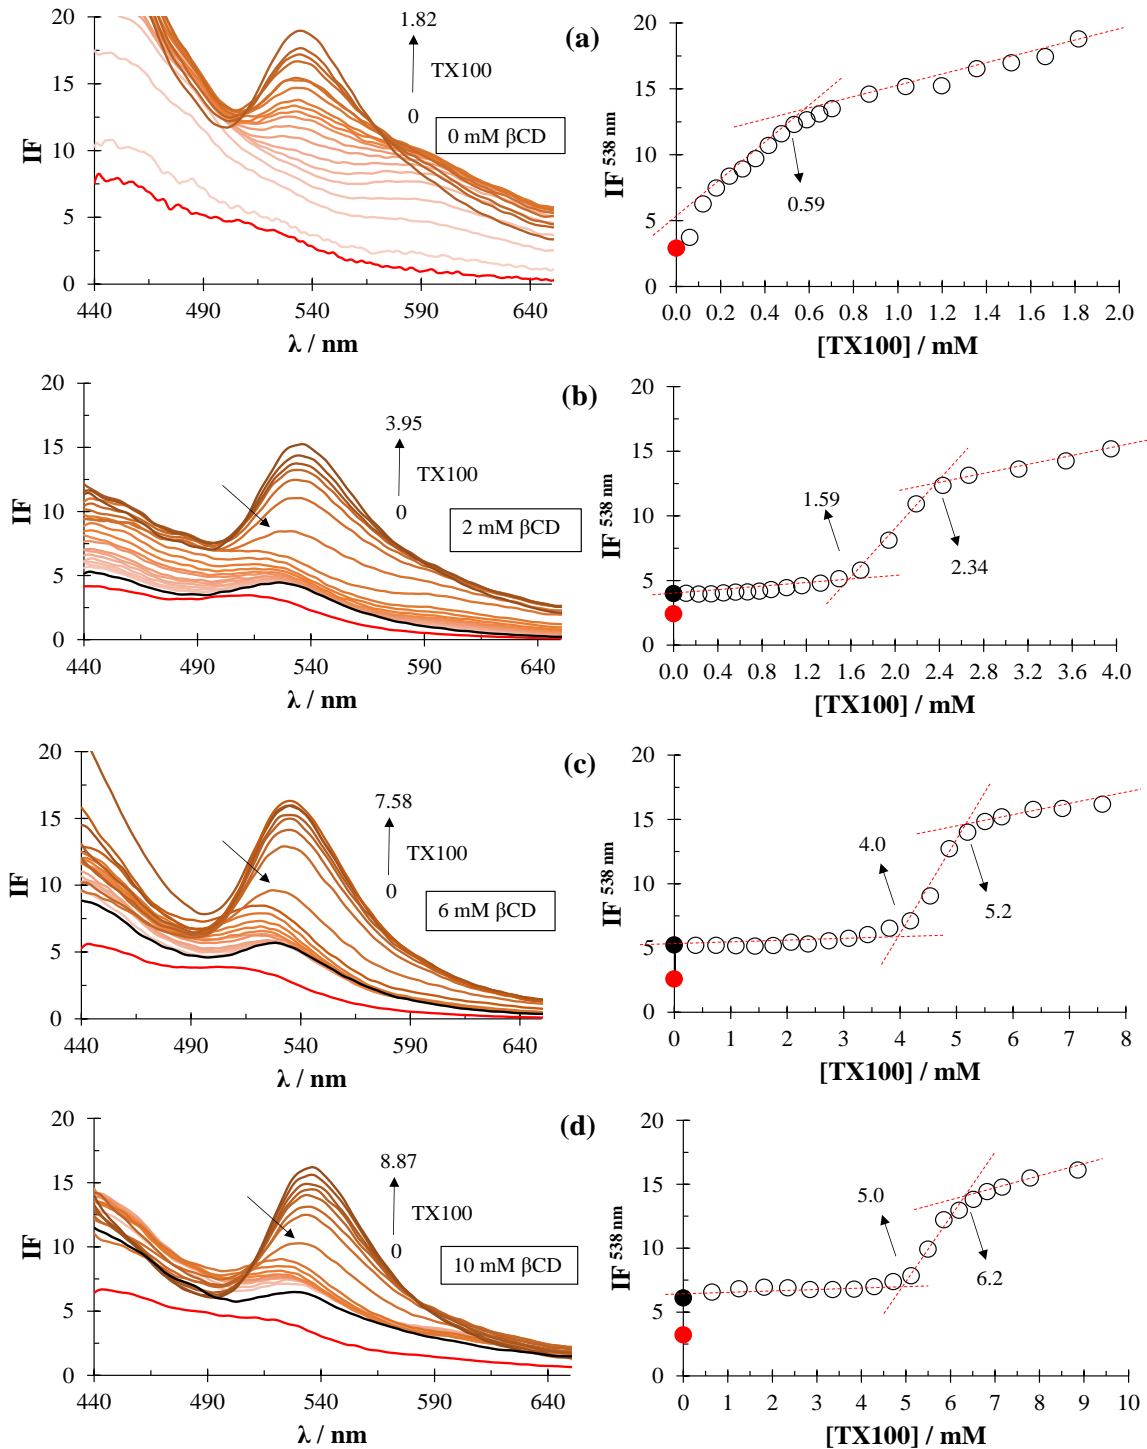 (a)
20
15
10
5
0
IF
1.82
TX100
0
0 mM βCD
440 490 540 590 640
λ / nm
20
15
10
5
0
IF 538 nm
0.59
0.0 0.2 0.4 0.6 0.8 1.0 1.2 1.4 1.6 1.8 2.0
[TX100] / mM
(b)
20
15
10
5
0
IF
3.95
TX100
0
2 mM βCD
440 490 540 590 640
λ / nm
20
15
10
5
0
IF 538 nm
1.59
2.34
0.0 0.4 0.8 1.2 1.6 2.0 2.4 2.8 3.2 3.6 4.0
[TX100] / mM
(c)
20
15
10
5
0
IF
7.58
TX100
0
6 mM βCD
440 490 540 590 640
λ / nm
20
15
10
5
0
IF 538 nm
4.0
5.2
0 1 2 3 4 5 6 7 8
[TX100] / mM
(d)
20
15
10
5
0
IF
8.87
TX100
0
10 mM βCD
440 490 540 590 640
λ / nm
20
15
10
5
0
IF 538 nm
5.0
6.2
0 1 2 3 4 5 6 7 8 9 10
[TX100] / mM